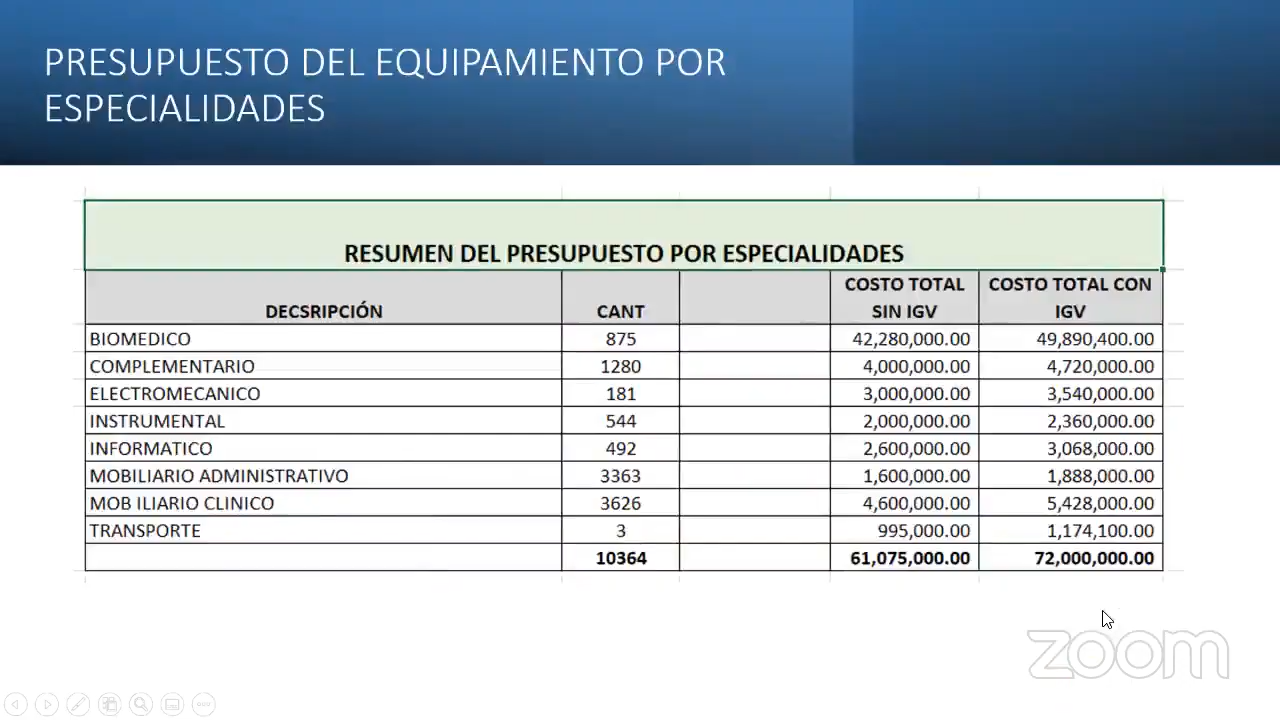 PRESUPUESTO DEL EQUIPAMIENTO POR
ESPECIALIDADES
RESUMEN DEL PRESUPUESTO POR ESPECIALIDADES
DECSRIPCIÓN CANT COSTO TOTAL SIN IGV COSTO TOTAL CON IGV
BIOMEDICO 875 42,280,000.00 49,890,400.00
COMPLEMENTARIO 1280 4,000,000.00 4,720,000.00
ELECTROMECANICO 181 3,000,000.00 3,540,000.00
INSTRUMENTAL 544 2,000,000.00 2,360,000.00
INFORMATICO 492 2,600,000.00 3,068,000.00
MOBILIARIO ADMINISTRATIVO 3363 1,600,000.00 1,888,000.00
MOB ILIARIO CLINICO 3626 4,600,000.00 5,428,000.00
TRANSPORTE 3 995,000.00 1,174,100.00
10364 61,075,000.00 72,000,000.00
zoom